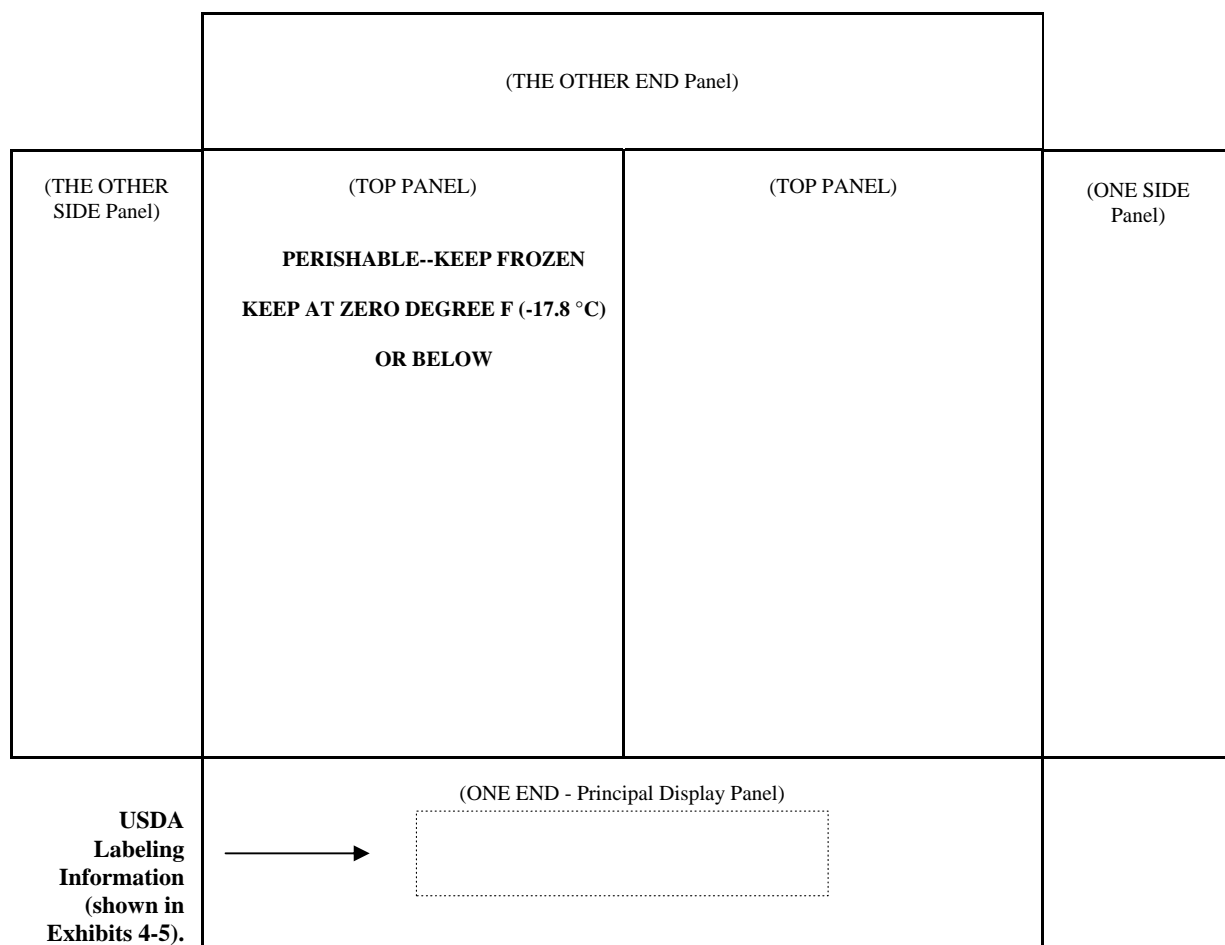 (THE OTHER END Panel)
(THE OTHER
SIDE Panel)
(TOP PANEL)
PERISHABLE--KEEP FROZEN
KEEP AT ZERO DEGREE F (-17.8 °C)
OR BELOW
(TOP PANEL)
(ONE SIDE
Panel)
(ONE END - Principal Display Panel)
USDA
Labeling
Information
(shown in
Exhibits 4-5).